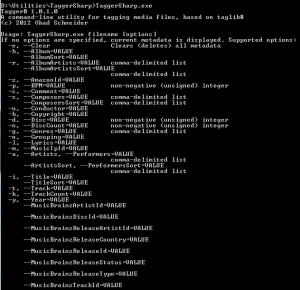 D:\Utilities\TaggerSharp>TaggerSharp.exe
Tagger# 1.0.1.0
A command-line utility for tagging media files, based on taglib#
(c) 2012 Ohad Schneider
Usage: TaggerSharp.exe filename [options]
If no options are specified, current metadata is displayed. Supported options:
--Clear Clears (deletes) all metadata
--Album=VALUE
--AlbumSort=VALUE
--AlbumArtists=VALUE comma-delimited list
--AlbumArtistsSort=VALUE
comma-delimited list
--AmazonId=VALUE
--BPM=VALUE non-negative (unsigned) integer
--Comment=VALUE
--Composers=VALUE comma-delimited list
--ComposersSort=VALUE comma-delimited list
--Conductor=VALUE
--Copyright=VALUE
--Disc=VALUE non-negative (unsigned) integer
--DiscCount=VALUE non-negative (unsigned) integer
--Genres=VALUE comma-delimited list
--Grouping=VALUE
--Lyrics=VALUE
--MusicIpId=VALUE
--Artists, --Performers=VALUE
comma-delimited list
--ArtistsSort, --PerformersSort=VALUE
comma-delimited list
-i, --Title=VALUE
--TitleSort=VALUE
-t, --Track=VALUE
-k, --TrackCount=VALUE
-y, --Year=VALUE
--MusicBrainzArtistId=VALUE
--MusicBrainzDiscId=VALUE
--MusicBrainzReleaseArtistId=VALUE
--MusicBrainzReleaseCountry=VALUE
--MusicBrainzReleaseId=VALUE
--MusicBrainzReleaseStatus=VALUE
--MusicBrainzReleaseType=VALUE
--MusicBrainzTrackId=VALUE